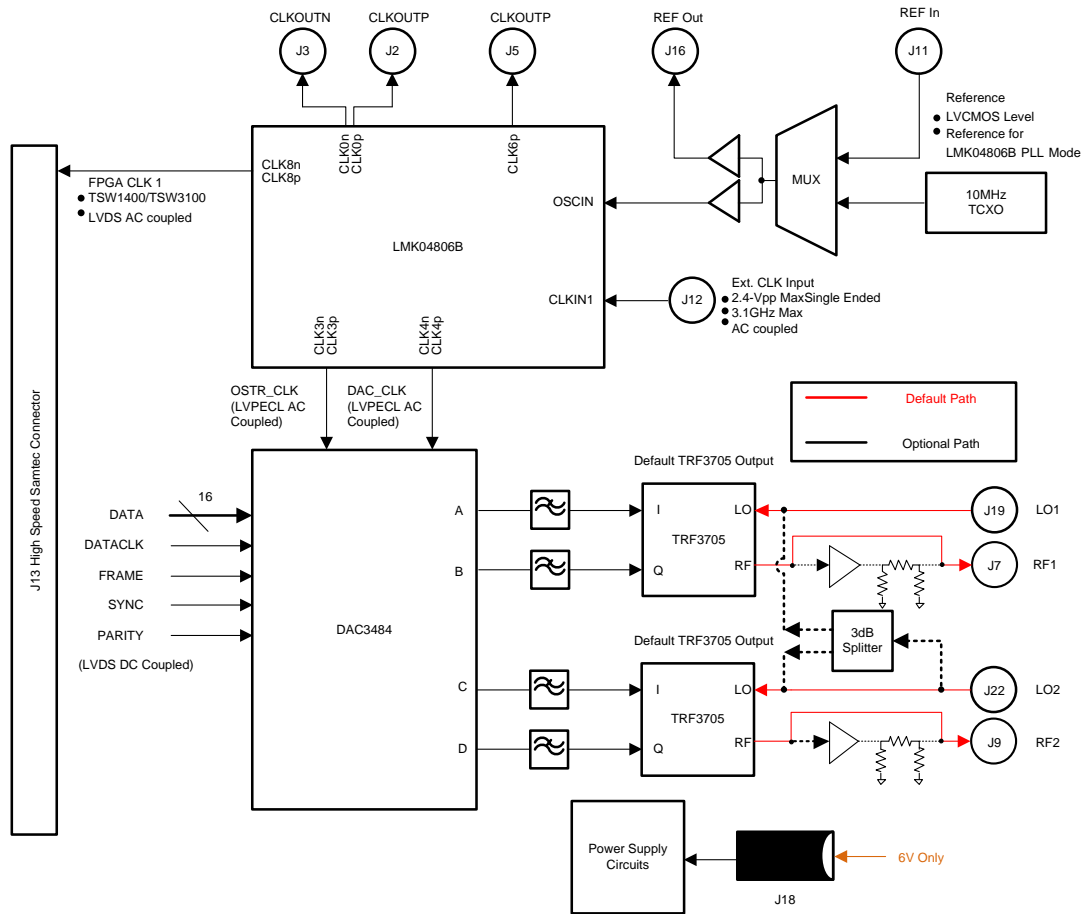 CLKOUTN
CLKOUTP
CLKOUTP
REF Out
REF In
J3
J2
J5
J16
J11
Reference
LVCMOS Level
Reference for
LMK04806B PLL Mode
CLK0n
CLK0p
CLK6p
CLK8n
CLK8p
FPGA CLK 1
TSW1400/TSW3100
LVDS AC coupled
OSCIN
MUX
10MHz
TCXO
LMK04806B
CLKIN1
J12
Ext. CLK Input
2.4-Vpp MaxSingle Ended
3.1GHz Max
AC coupled
CLK3n
CLK3p
CLK4n
CLK4p
OSTR_CLK
(LVPECL AC
Coupled)
DAC_CLK
(LVPECL AC
Coupled)
Default Path
Optional Path
J13 High Speed Samtec Connector
DATA
16
DATACLK
FRAME
SYNC
PARITY
(LVDS DC Coupled)
DAC3484
A
B
C
D
Default TRF3705 Output
I
LO
TRF3705
Q
RF
J19
LO1
J7
RF1
3dB
Splitter
Default TRF3705 Output
I
LO
TRF3705
Q
RF
J22
LO2
J9
RF2
Power Supply
Circuits
6V Only
J18